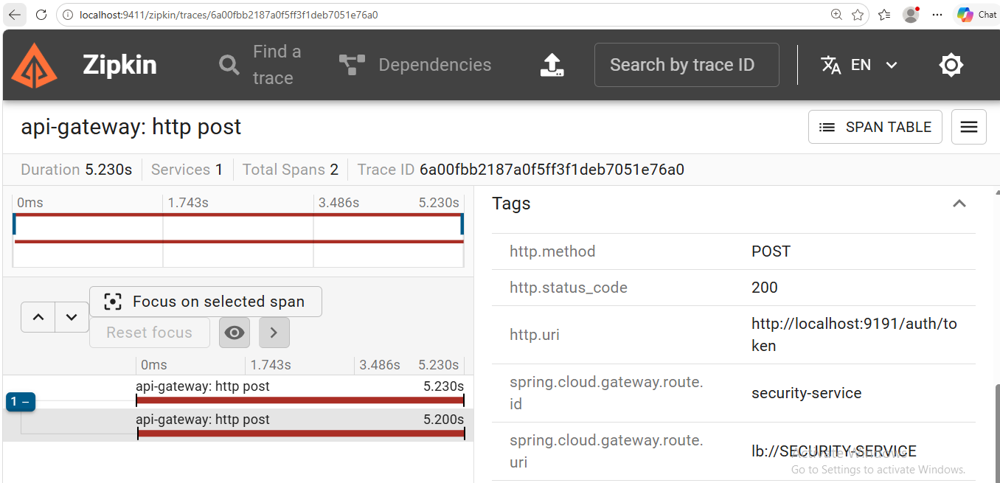 localhost:9411/zipkin/traces/6a00fbb2187a0f5ff3f1deb7051e76a0
Chat
Zipkin
Find a
trace
Dependencies
Search by trace ID
EN
api-gateway: http post
SPAN TABLE
Duration 5.230s Services 1 Total Spans 2 Trace ID 6a00fbb2187a0f5ff3f1deb7051e76a0
0ms 1.743s 3.486s 5.230s
Focus on selected span
Reset focus
0ms 1.743s 3.486s 5.230s
api-gateway: http post 5.230s
1 –
api-gateway: http post 5.200s
Tags
http.method POST
http.status_code 200
http.uri http://localhost:9191/auth/to
ken
spring.cloud.gateway.route.
id
security-service
spring.cloud.gateway.route.
uri
lb://SECURITY-SERVICE
Activate Windows
Go to Settings to activate Windows.